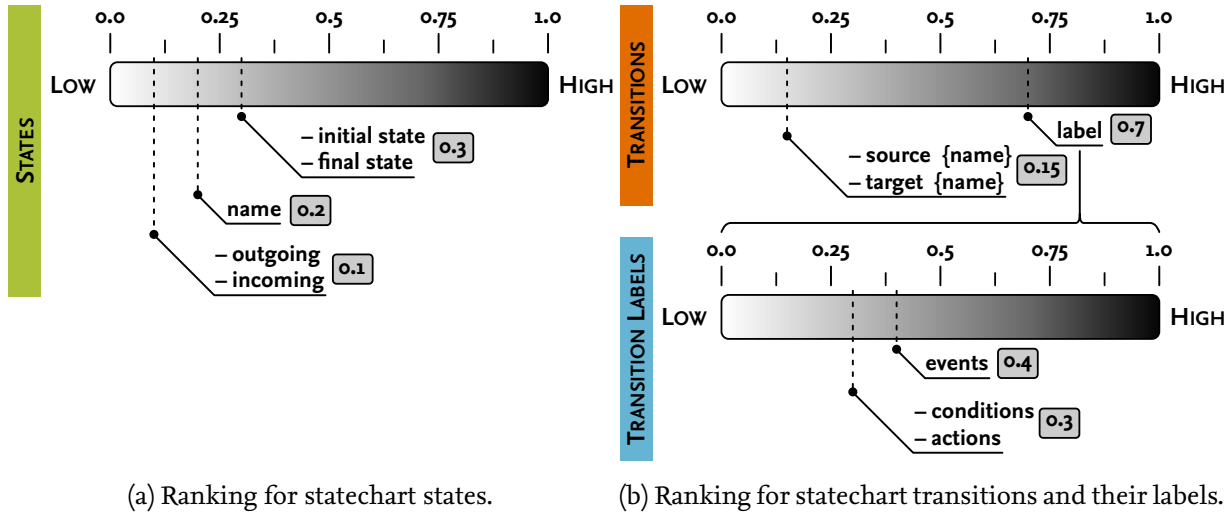 STATES
0.0 0.25 0.5 0.75 1.0
LOW HIGH
– initial state
– final state
0.3
name 0.2
– outgoing
– incoming
0.1
(a) Ranking for statechart states.
TRANSITIONS
0.0 0.25 0.5 0.75 1.0
LOW HIGH
label 0.7
– source {name}
– target {name}
0.15
TRANSITION LABELS
0.0 0.25 0.5 0.75 1.0
LOW HIGH
events 0.4
– conditions
– actions
0.3
(b) Ranking for statechart transitions and their labels.